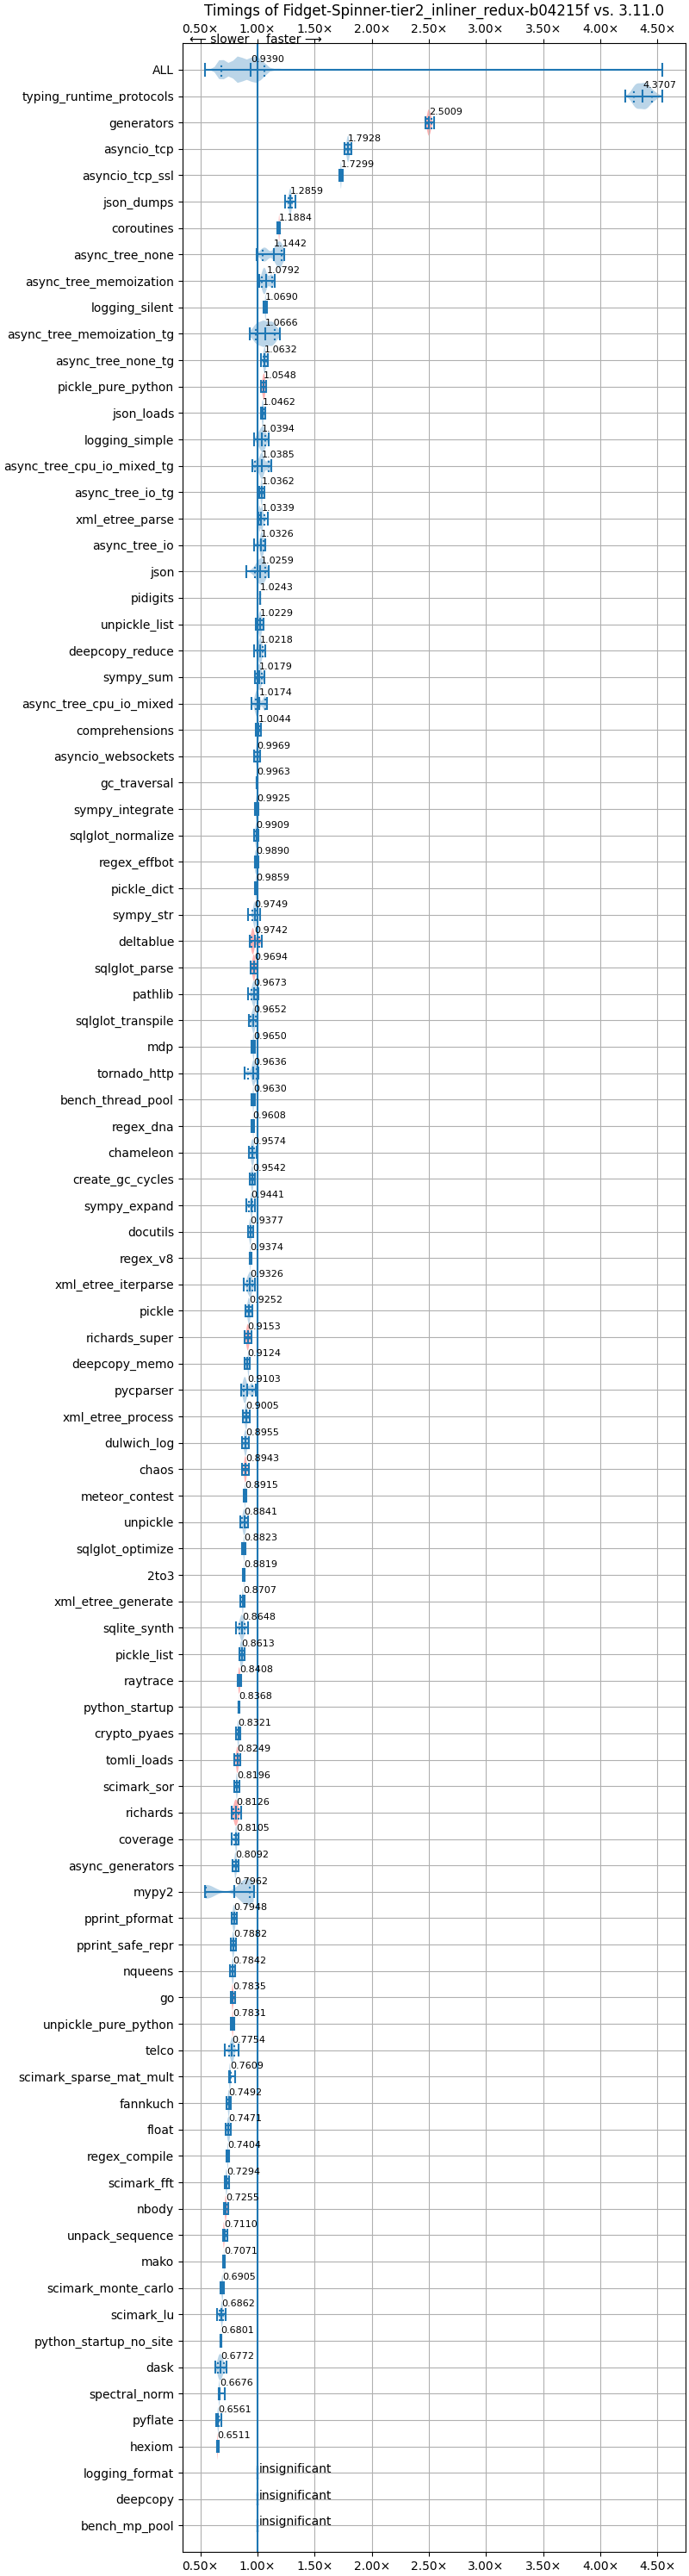 Timings of Fidget-Spinner-tier2_inliner_redux-b04215f vs. 3.11.0
0.50× 1.00× 1.50× 2.00× 2.50× 3.00× 3.50× 4.00× 4.50×
←— slower faster —→
ALL 0.9390
typing_runtime_protocols 4.3707
generators 2.5009
asyncio_tcp 1.7928
asyncio_tcp_ssl 1.7299
json_dumps 1.2859
coroutines 1.1884
async_tree_none 1.1442
async_tree_memoization 1.0792
logging_silent 1.0690
async_tree_memoization_tg 1.0666
async_tree_none_tg 1.0632
pickle_pure_python 1.0548
json_loads 1.0462
logging_simple 1.0394
async_tree_cpu_io_mixed_tg 1.0385
async_tree_io_tg 1.0362
xml_etree_parse 1.0339
async_tree_io 1.0326
json 1.0259
pidigits 1.0243
unpickle_list 1.0229
deepcopy_reduce 1.0218
sympy_sum 1.0179
async_tree_cpu_io_mixed 1.0174
comprehensions 1.0044
asyncio_websockets 0.9969
gc_traversal 0.9963
sympy_integrate 0.9925
sqlglot_normalize 0.9909
regex_effbot 0.9890
pickle_dict 0.9859
sympy_str 0.9749
deltablue 0.9742
sqlglot_parse 0.9694
pathlib 0.9673
sqlglot_transpile 0.9652
mdp 0.9650
tornado_http 0.9636
bench_thread_pool 0.9630
regex_dna 0.9608
chameleon 0.9574
create_gc_cycles 0.9542
sympy_expand 0.9441
docutils 0.9377
regex_v8 0.9374
xml_etree_iterparse 0.9326
pickle 0.9252
richards_super 0.9153
deepcopy_memo 0.9124
pycparser 0.9103
xml_etree_process 0.9005
dulwich_log 0.8955
chaos 0.8943
meteor_contest 0.8915
unpickle 0.8841
sqlglot_optimize 0.8823
2to3 0.8819
xml_etree_generate 0.8707
sqlite_synth 0.8648
pickle_list 0.8613
raytrace 0.8408
python_startup 0.8368
crypto_pyaes 0.8321
tomli_loads 0.8249
scimark_sor 0.8196
richards 0.8126
coverage 0.8105
async_generators 0.8092
mypy2 0.7962
pprint_pformat 0.7948
pprint_safe_repr 0.7882
nqueens 0.7842
go 0.7835
unpickle_pure_python 0.7831
telco 0.7754
scimark_sparse_mat_mult 0.7609
fannkuch 0.7492
float 0.7471
regex_compile 0.7404
scimark_fft 0.7294
nbody 0.7255
unpack_sequence 0.7110
mako 0.7071
scimark_monte_carlo 0.6905
scimark_lu 0.6862
python_startup_no_site 0.6801
dask 0.6772
spectral_norm 0.6676
pyflate 0.6561
hexiom 0.6511
logging_format insignificant
deepcopy insignificant
bench_mp_pool insignificant
0.50× 1.00× 1.50× 2.00× 2.50× 3.00× 3.50× 4.00× 4.50×